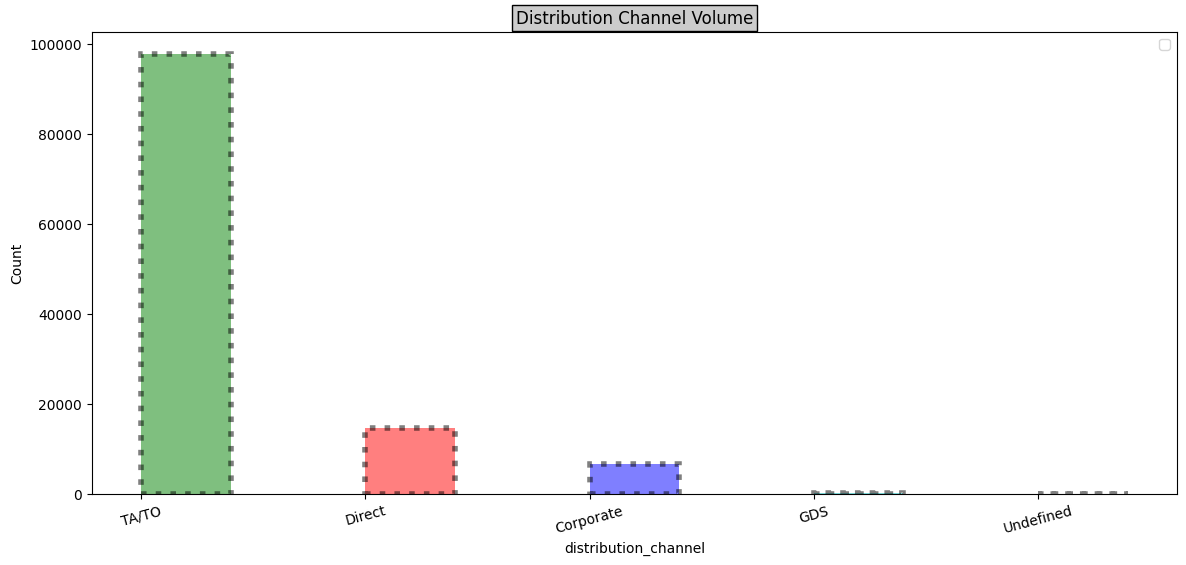 Distribution Channel Volume
100000
80000
60000
40000
20000
0
Count
TA/TO
Direct
Corporate
GDS
Undefined
distribution_channel